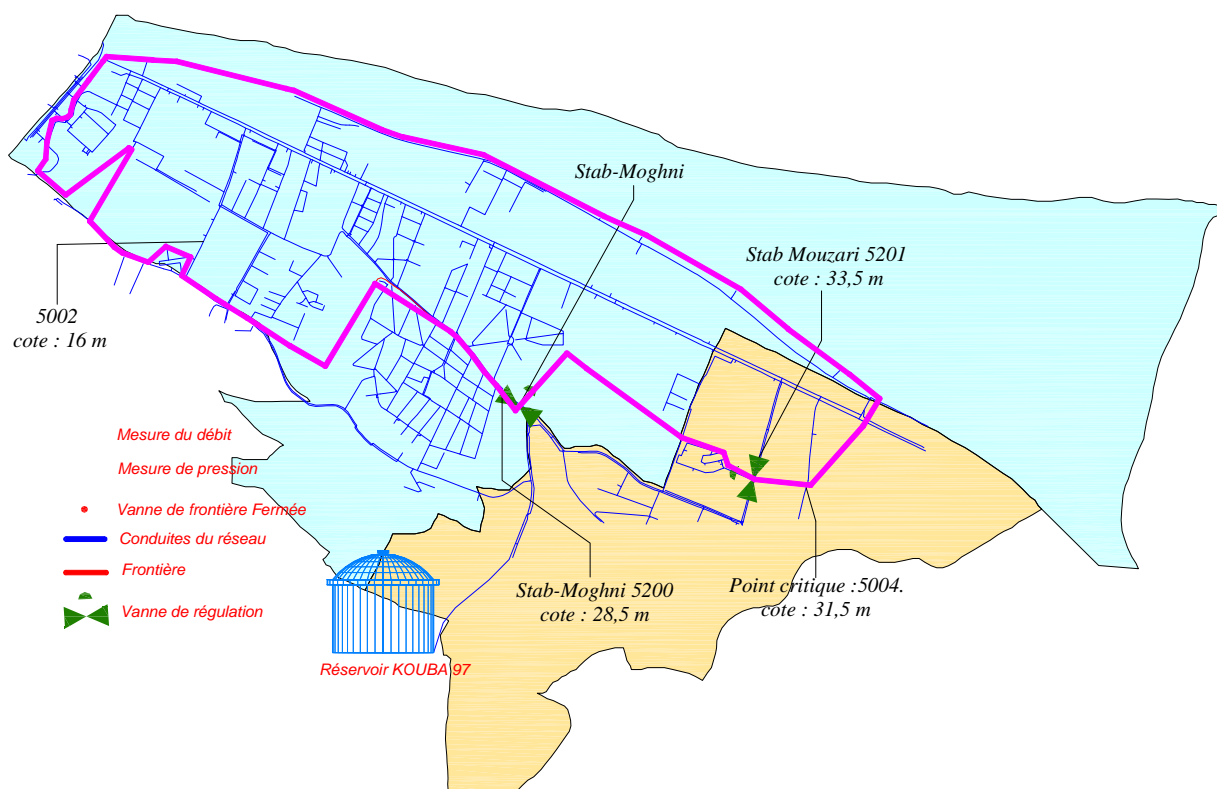 Stab-Moghni
Stab Mouzari 5201
cote : 33,5 m
5002
cote : 16 m
Mesure du débit
Mesure de pression
Vanne de frontière Fermée
Conduites du réseau
Frontière
Vanne de régulation
Stab-Moghni 5200
cote : 28,5 m
Point critique :5004.
cote : 31,5 m
Réservoir KOUBA 97